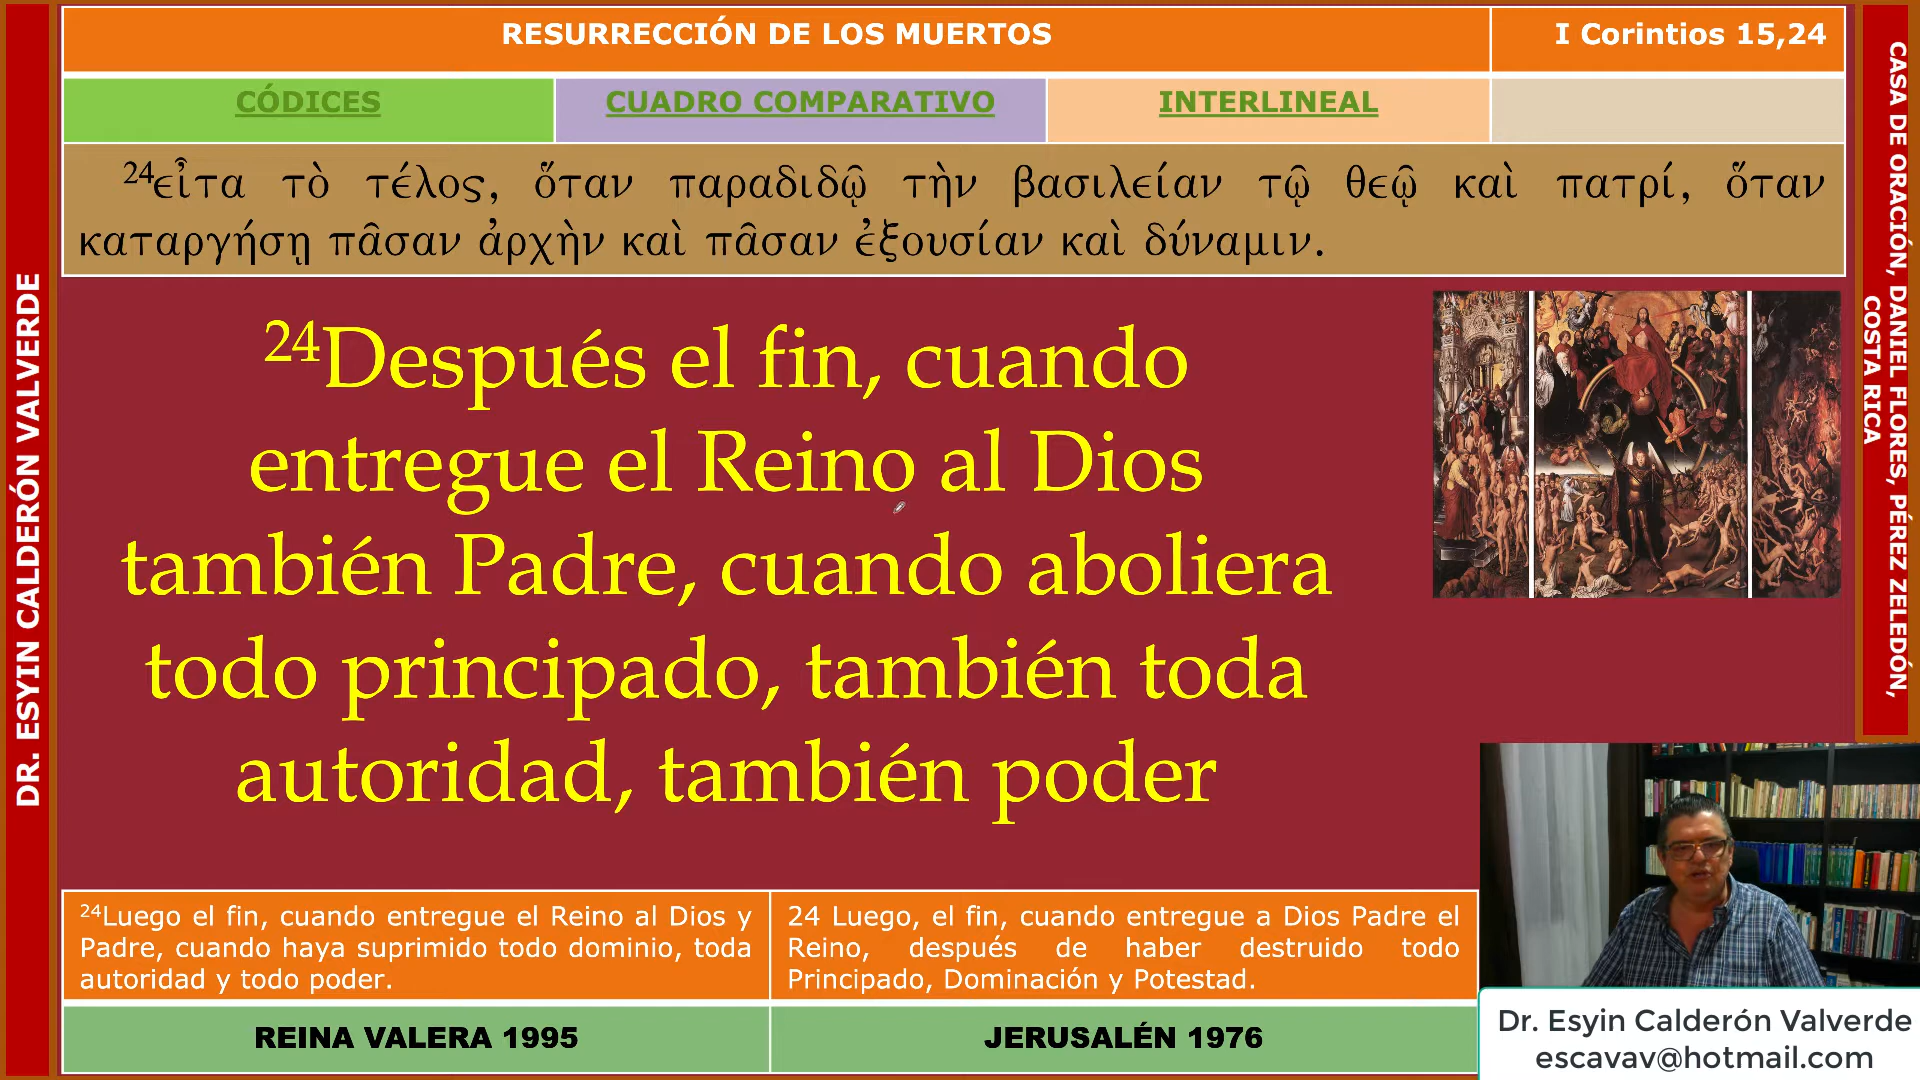 RESURRECCIÓN DE LOS MUERTOS
I Corintios 15,24
CÓDICES
CUADRO COMPARATIVO
INTERLINEAL
²⁴εἶτα τὸ τέλος, ὅταν παραδιδῷ τὴν βασιλείαν τῷ θεῷ καὶ πατρί, ὅταν
καταργήσῃ πᾶσαν ἀρχὴν καὶ πᾶσαν ἐξουσίαν καὶ δύναμιν.
²⁴Después el fin, cuando
entregue el Reino al Dios
también Padre, cuando aboliera
todo principado, también toda
autoridad, también poder
²⁴Luego el fin, cuando entregue el Reino al Dios y
Padre, cuando haya suprimido todo dominio, toda
autoridad y todo poder.
24 Luego, el fin, cuando entregue a Dios Padre el
Reino, después de haber destruido todo
Principado, Dominación y Potestad.
REINA VALERA 1995
JERUSALÉN 1976
DR. ESYIN CALDERÓN VALVERDE
CASA DE ORACIÓN, DANIEL FLORES, PÉREZ ZELEDÓN,
COSTA RICA
Dr. Esyin Calderón Valverde
escavav@hotmail.com